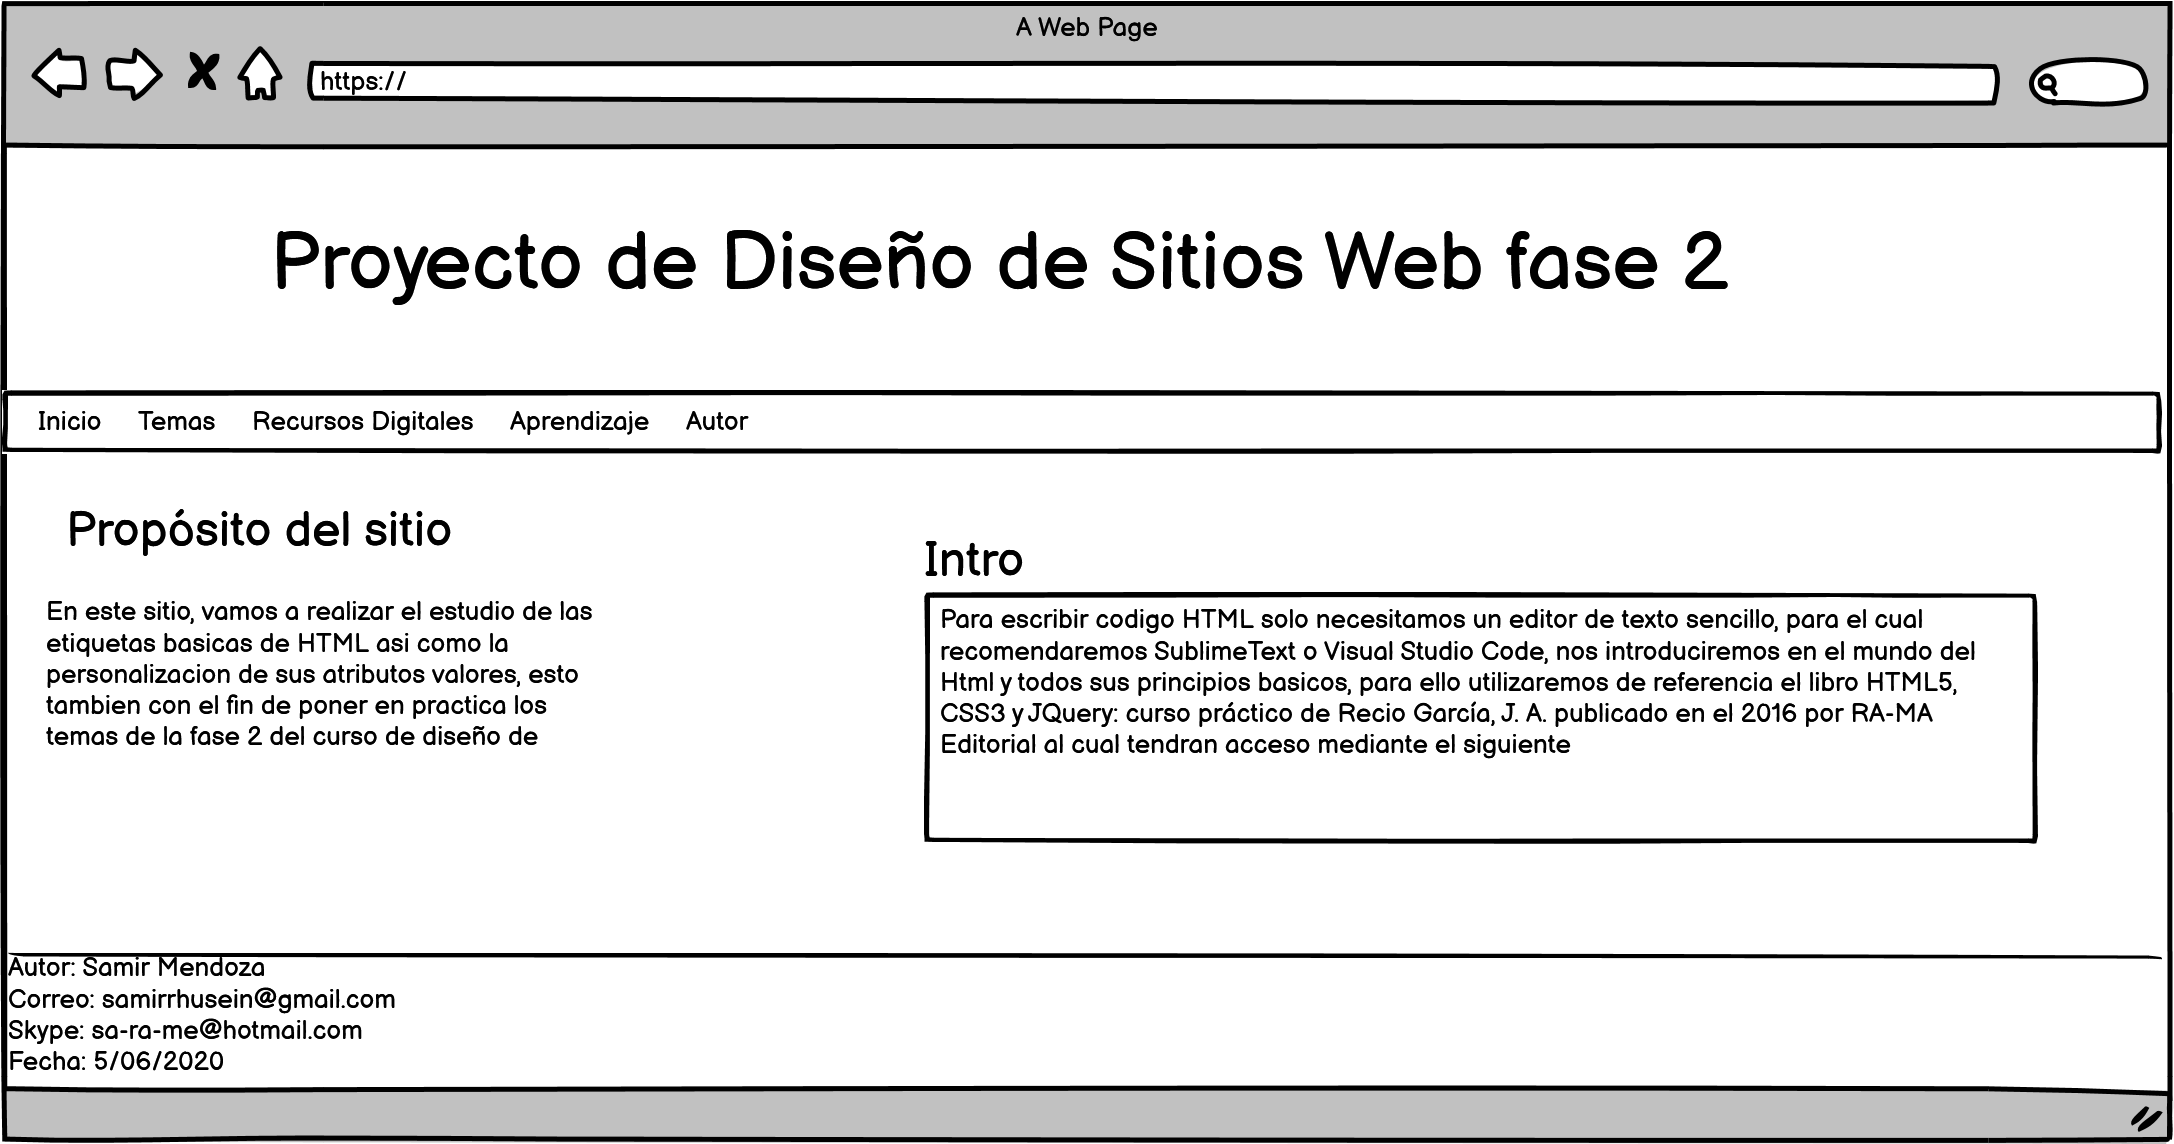 A Web Page
https://
Proyecto de Diseño de Sitios Web fase 2
Inicio Temas Recursos Digitales Aprendizaje Autor
Propósito del sitio
En este sitio, vamos a realizar el estudio de las
etiquetas basicas de HTML asi como la
personalizacion de sus atributos valores, esto
tambien con el fin de poner en practica los
temas de la fase 2 del curso de diseño de
Intro
Para escribir codigo HTML solo necesitamos un editor de texto sencillo, para el cual
recomendaremos SublimeText o Visual Studio Code, nos introduciremos en el mundo del
Html y todos sus principios basicos, para ello utilizaremos de referencia el libro HTML5,
CSS3 y JQuery: curso práctico de Recio García, J. A. publicado en el 2016 por RA-MA
Editorial al cual tendran acceso mediante el siguiente
Autor: Samir Mendoza
Correo: samirrhusein@gmail.com
Skype: sa-ra-me@hotmail.com
Fecha: 5/06/2020